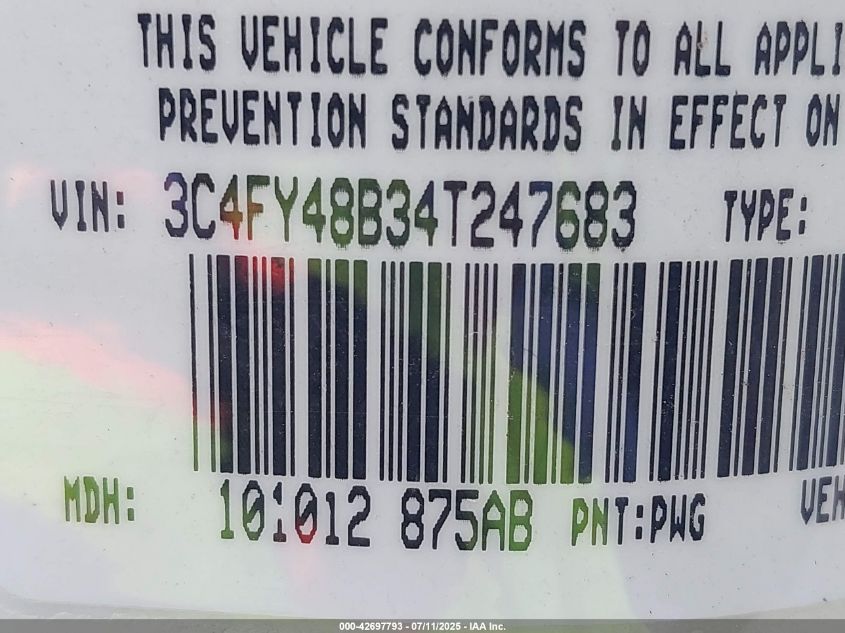 THIS VEHICLE CONFORMS TO ALL APPLI
PREVENTION STANDARDS IN EFFECT ON
VIN: 3C4FY48B34T247683 TYPE:
MDH: 101012 875AB PNT:PWG VEH
000-42697793 - 07/11/2025 - IAA Inc.